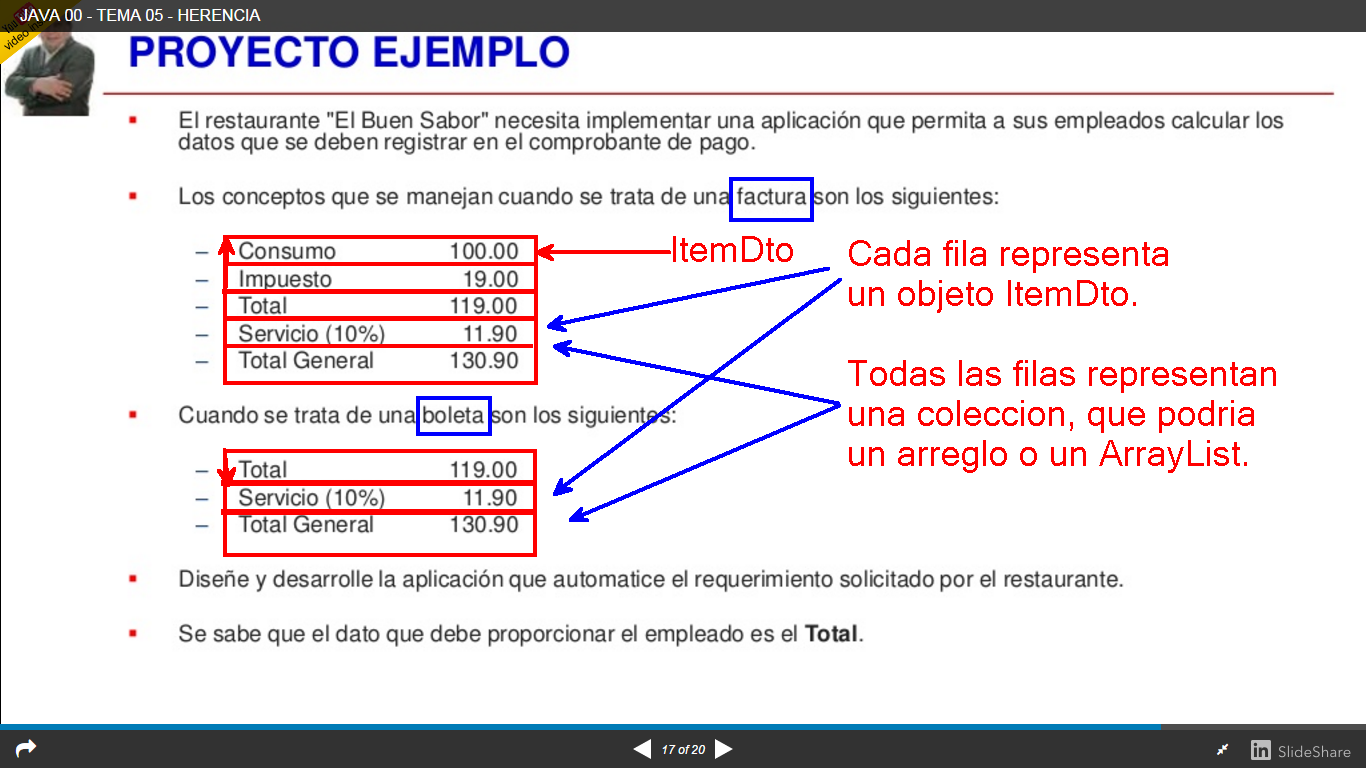 JAVA 00 - TEMA 05 - HERENCIA
PROYECTO EJEMPLO
El restaurante "El Buen Sabor" necesita implementar una aplicación que permita a sus empleados calcular los
datos que se deben registrar en el comprobante de pago.
Los conceptos que se manejan cuando se trata de una factura son los siguientes:
– Consumo 100.00
– Impuesto 19.00
– Total 119.00
– Servicio (10%) 11.90
– Total General 130.90
ItemDto
Cada fila representa
un objeto ItemDto.
Todas las filas representan
una coleccion, que podria
un arreglo o un ArrayList.
Cuando se trata de una boleta son los siguientes:
– Total 119.00
– Servicio (10%) 11.90
– Total General 130.90
Diseñe y desarrolle la aplicación que automatice el requerimiento solicitado por el restaurante.
Se sabe que el dato que debe proporcionar el empleado es el Total.
17 of 20
in SlideShare